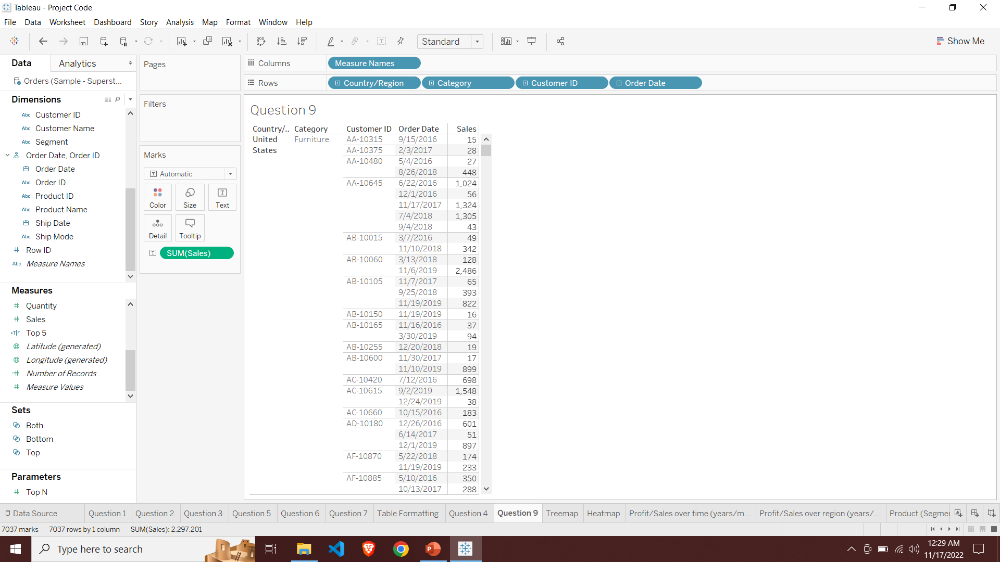 Tableau - Project Code
File Data Worksheet Dashboard Story Analysis Map Format Window Help
Standard
Show Me
Data Analytics
Orders (Sample - Superst...
Dimensions
Abc Customer ID
Abc Customer Name
Abc Segment
Order Date, Order ID
Order Date
Abc Order ID
Abc Product ID
Abc Product Name
Ship Date
Abc Ship Mode
# Row ID
Abc Measure Names
Measures
# Quantity
# Sales
=T|F Top 5
Latitude (generated)
Longitude (generated)
=# Number of Records
# Measure Values
Sets
Both
Bottom
Top
Parameters
# Top N
Pages
Filters
Marks
T Automatic
Color Size Text
Detail Tooltip
T SUM(Sales)
Columns Measure Names
Rows Country/Region Category Customer ID Order Date
Question 9
Country/.. Category Customer ID Order Date Sales
United Furniture AA-10315 9/15/2016 15
States AA-10375 2/3/2017 28
AA-10480 5/4/2016 27
8/26/2018 448
AA-10645 6/22/2016 1,024
12/1/2016 56
11/17/2017 1,324
7/4/2018 1,305
9/4/2018 43
AB-10015 3/7/2016 49
11/10/2018 342
AB-10060 3/13/2018 128
11/6/2019 2,486
AB-10105 11/7/2017 65
9/25/2018 393
11/19/2019 822
AB-10150 11/19/2019 16
AB-10165 11/16/2016 37
3/30/2019 94
AB-10255 12/20/2018 19
AB-10600 11/30/2017 17
11/10/2019 899
AC-10420 7/12/2016 698
AC-10615 9/2/2019 1,548
12/24/2019 38
AC-10660 10/15/2016 183
AD-10180 12/26/2016 601
6/14/2017 51
12/1/2019 897
AF-10870 5/22/2018 174
11/19/2019 233
AF-10885 5/10/2016 350
10/13/2017 288
Data Source Question 1 Question 2 Question 3 Question 5 Question 6 Question 7 Table Formatting Question 4 Question 9 Treemap Heatmap Profit/Sales over time (years/m... Profit/Sales over region (years/... Product (Segmer
7037 marks 7037 rows by 1 column SUM(Sales): 2,297,201
Type here to search
12:29 AM
11/17/2022